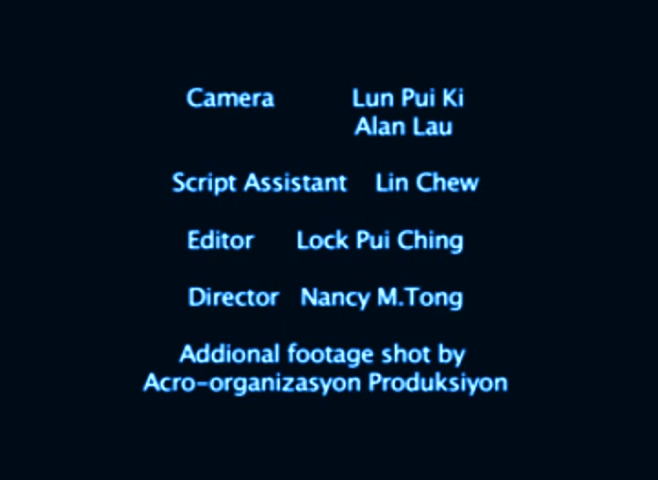 Camera Lun Pui Ki
Alan Lau
Script Assistant Lin Chew
Editor Lock Pui Ching
Director Nancy M.Tong
Addional footage shot by
Acro-organizasyon Produksiyon